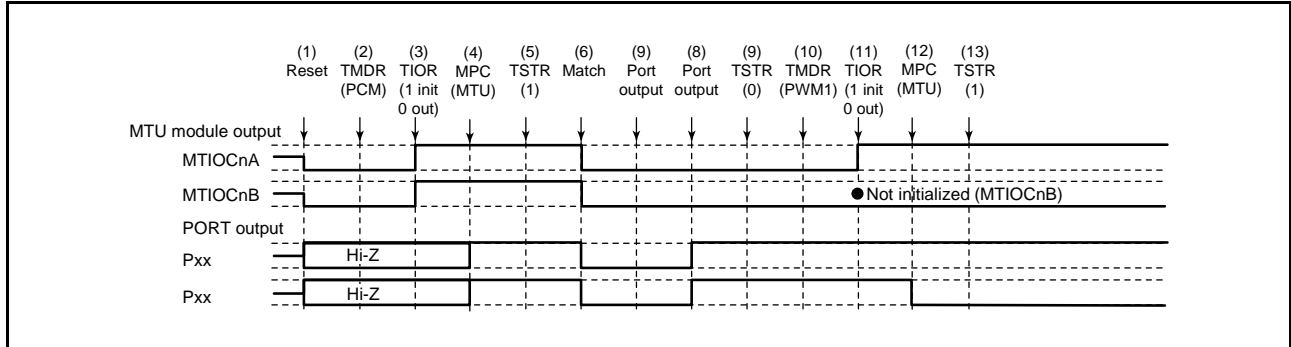 (1) (2) (3) (4) (5) (6) (9) (8) (9) (10) (11) (12) (13)
Reset TMDR TIOR MPC TSTR Match Port Port TSTR TMDR TIOR MPC TSTR
(PCM) (1 init (MTU) (1) output output (0) (PWM1) (1 init (MTU) (1)
0 out) 0 out)
MTU module output
MTIOCnA
MTIOCnB Not initialized (MTIOCnB)
PORT output
Pxx Hi-Z
Pxx Hi-Z